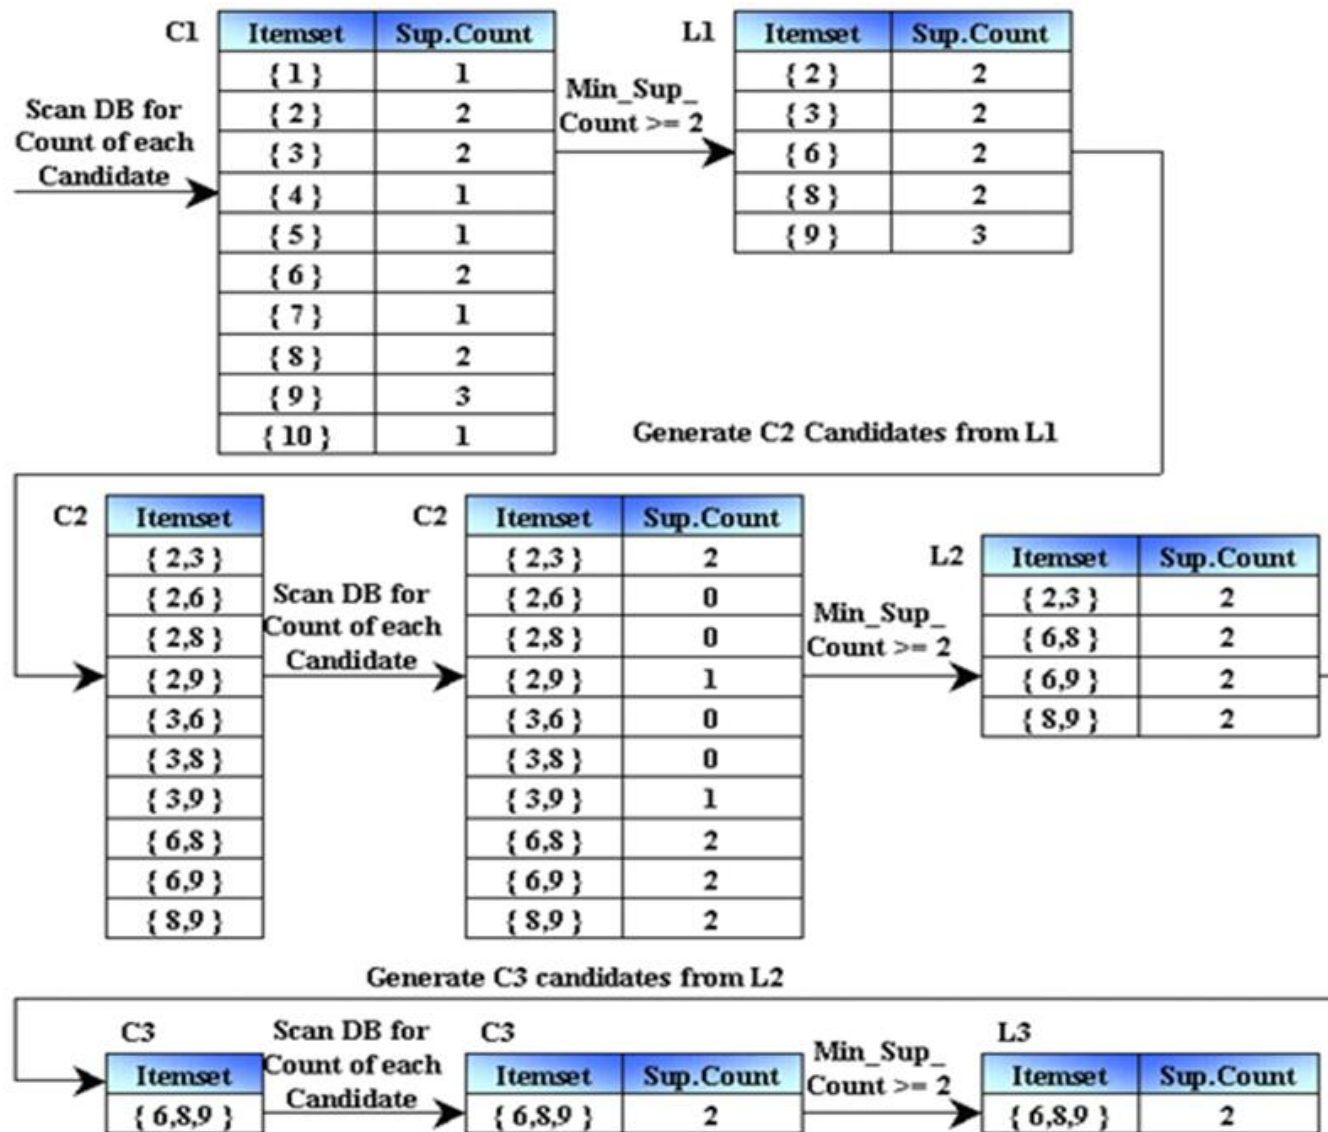 C1
Itemset Sup.Count
{ 1 } 1
{ 2 } 2
{ 3 } 2
{ 4 } 1
{ 5 } 1
{ 6 } 2
{ 7 } 1
{ 8 } 2
{ 9 } 3
{ 10 } 1
Scan DB for
Count of each
Candidate
Min_Sup_
Count >= 2
L1
Itemset Sup.Count
{ 2 } 2
{ 3 } 2
{ 6 } 2
{ 8 } 2
{ 9 } 3
Generate C2 Candidates from L1
C2
Itemset
{ 2,3 }
{ 2,6 }
{ 2,8 }
{ 2,9 }
{ 3,6 }
{ 3,8 }
{ 3,9 }
{ 6,8 }
{ 6,9 }
{ 8,9 }
Scan DB for
Count of each
Candidate
C2
Itemset Sup.Count
{ 2,3 } 2
{ 2,6 } 0
{ 2,8 } 0
{ 2,9 } 1
{ 3,6 } 0
{ 3,8 } 0
{ 3,9 } 1
{ 6,8 } 2
{ 6,9 } 2
{ 8,9 } 2
Min_Sup_
Count >= 2
L2
Itemset Sup.Count
{ 2,3 } 2
{ 6,8 } 2
{ 6,9 } 2
{ 8,9 } 2
Generate C3 candidates from L2
C3
Itemset
{ 6,8,9 }
Scan DB for
Count of each
Candidate
C3
Itemset Sup.Count
{ 6,8,9 } 2
Min_Sup_
Count >= 2
L3
Itemset Sup.Count
{ 6,8,9 } 2